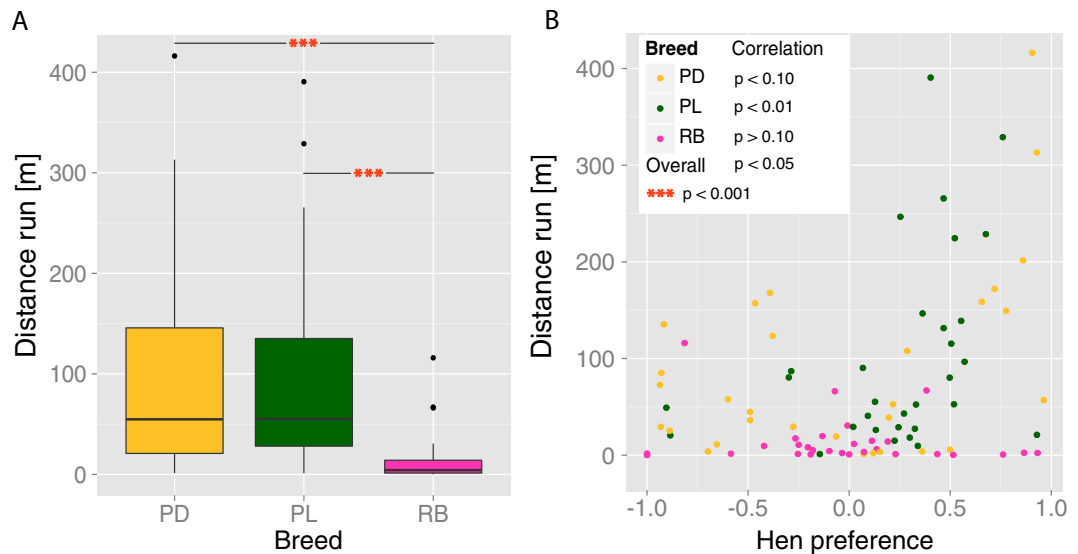 A
***
400
300
***
200
100
0
Distance run [m]
PD PL RB
Breed
B
Breed Correlation
PD p < 0.10
PL p < 0.01
RB p > 0.10
Overall p < 0.05
*** p < 0.001
400
300
200
100
0
Distance run [m]
-1.0 -0.5 0.0 0.5 1.0
Hen preference